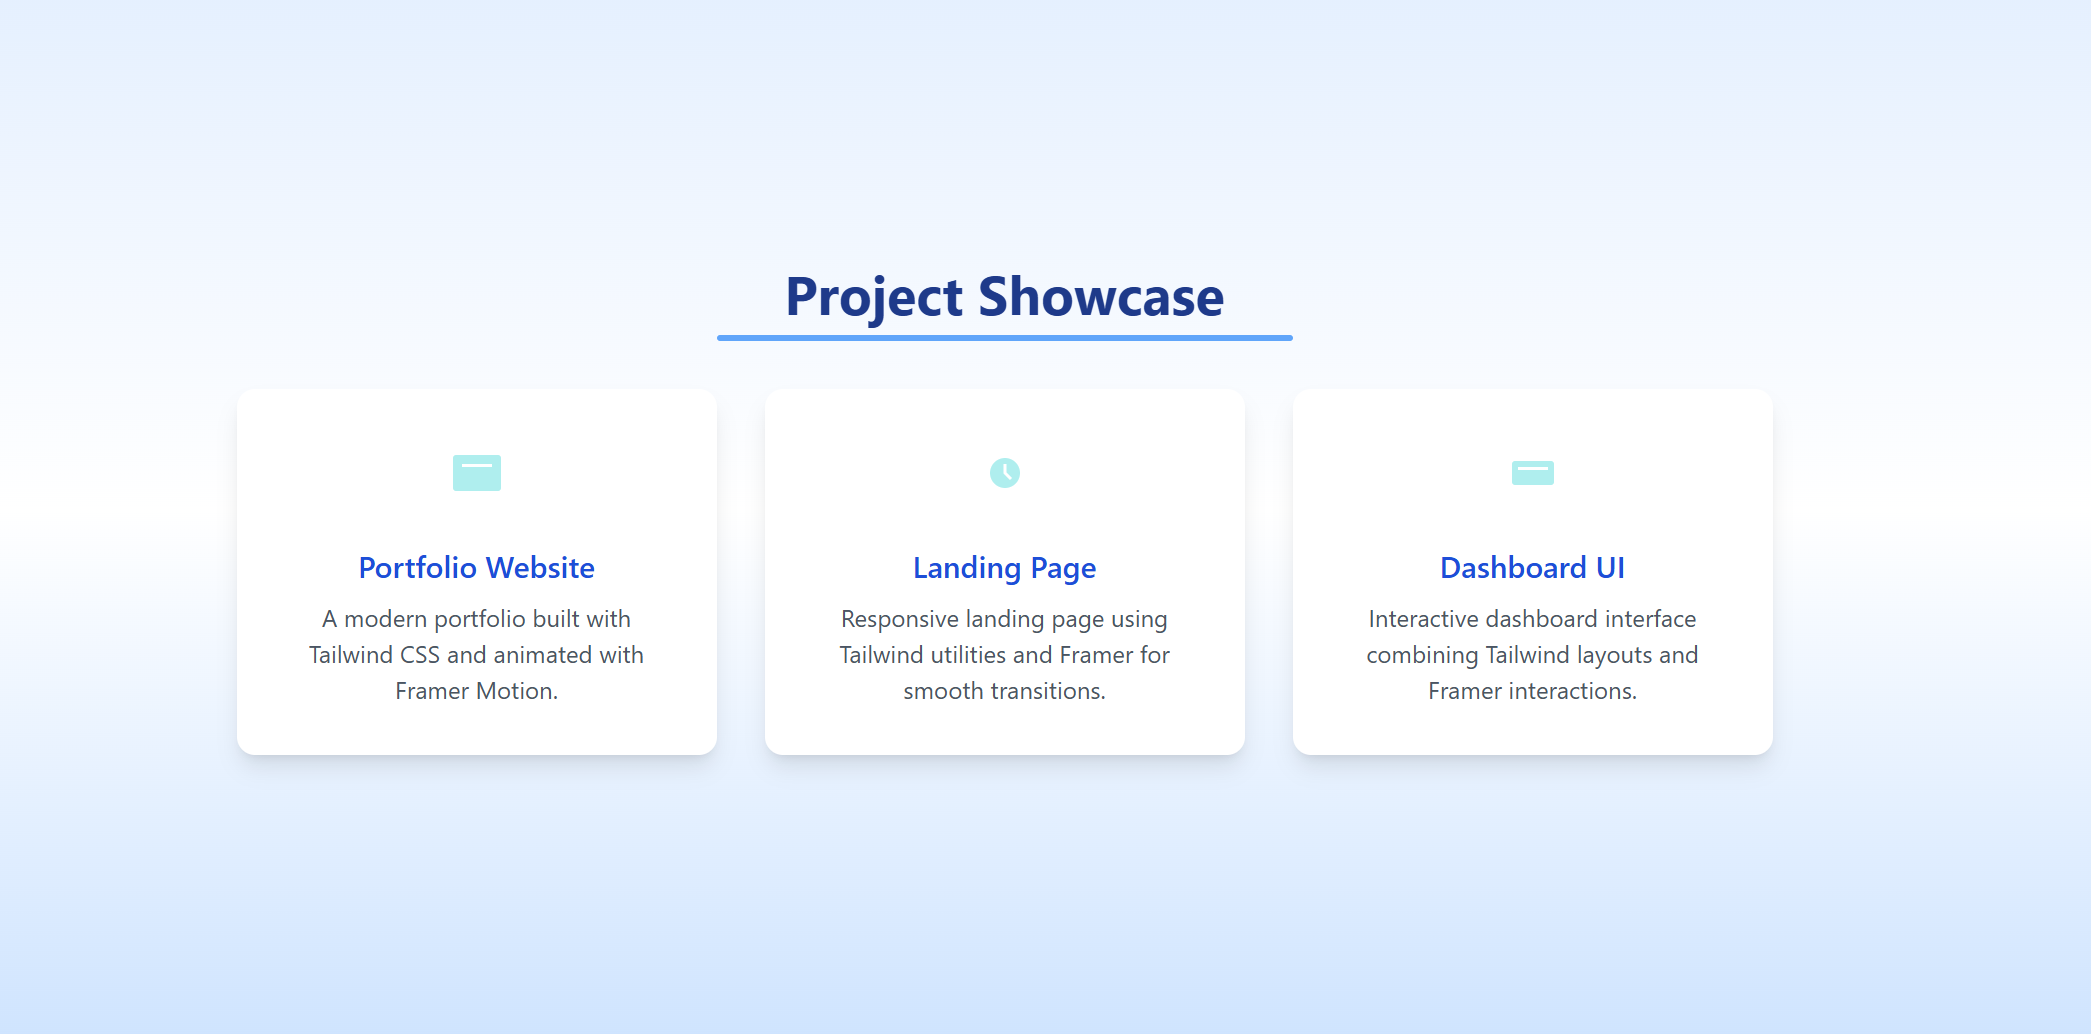 Project Showcase
Portfolio Website
A modern portfolio built with
Tailwind CSS and animated with
Framer Motion.
Landing Page
Responsive landing page using
Tailwind utilities and Framer for
smooth transitions.
Dashboard UI
Interactive dashboard interface
combining Tailwind layouts and
Framer interactions.